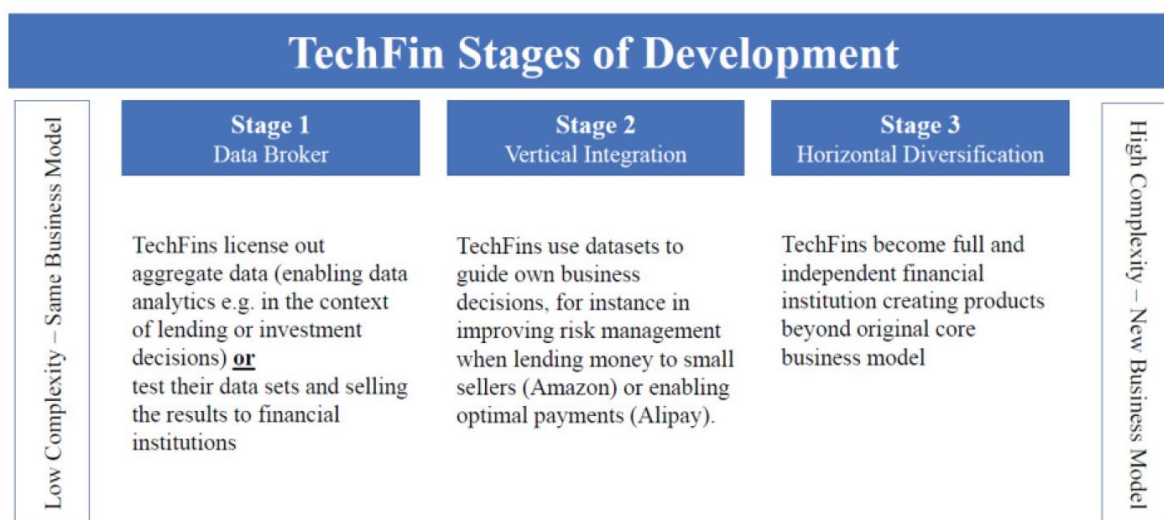 TechFin Stages of Development
Low Complexity – Same Business Model
Stage 1
Data Broker
TechFins license out
aggregate data (enabling data
analytics e.g. in the context
of lending or investment
decisions) or
test their data sets and selling
the results to financial
institutions
Stage 2
Vertical Integration
TechFins use datasets to
guide own business
decisions, for instance in
improving risk management
when lending money to small
sellers (Amazon) or enabling
optimal payments (Alipay).
Stage 3
Horizontal Diversification
TechFins become full and
independent financial
institution creating products
beyond original core
business model
High Complexity – New Business Model